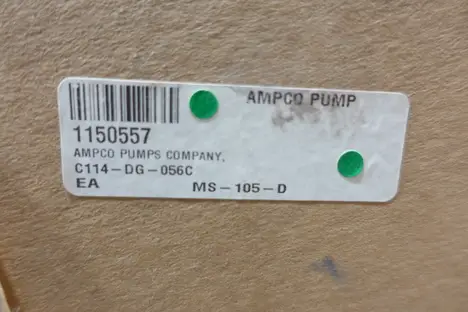 AMPCO PUMP
1150557
AMPCO PUMPS COMPANY,
C114-DG-056C
EA MS-105-D